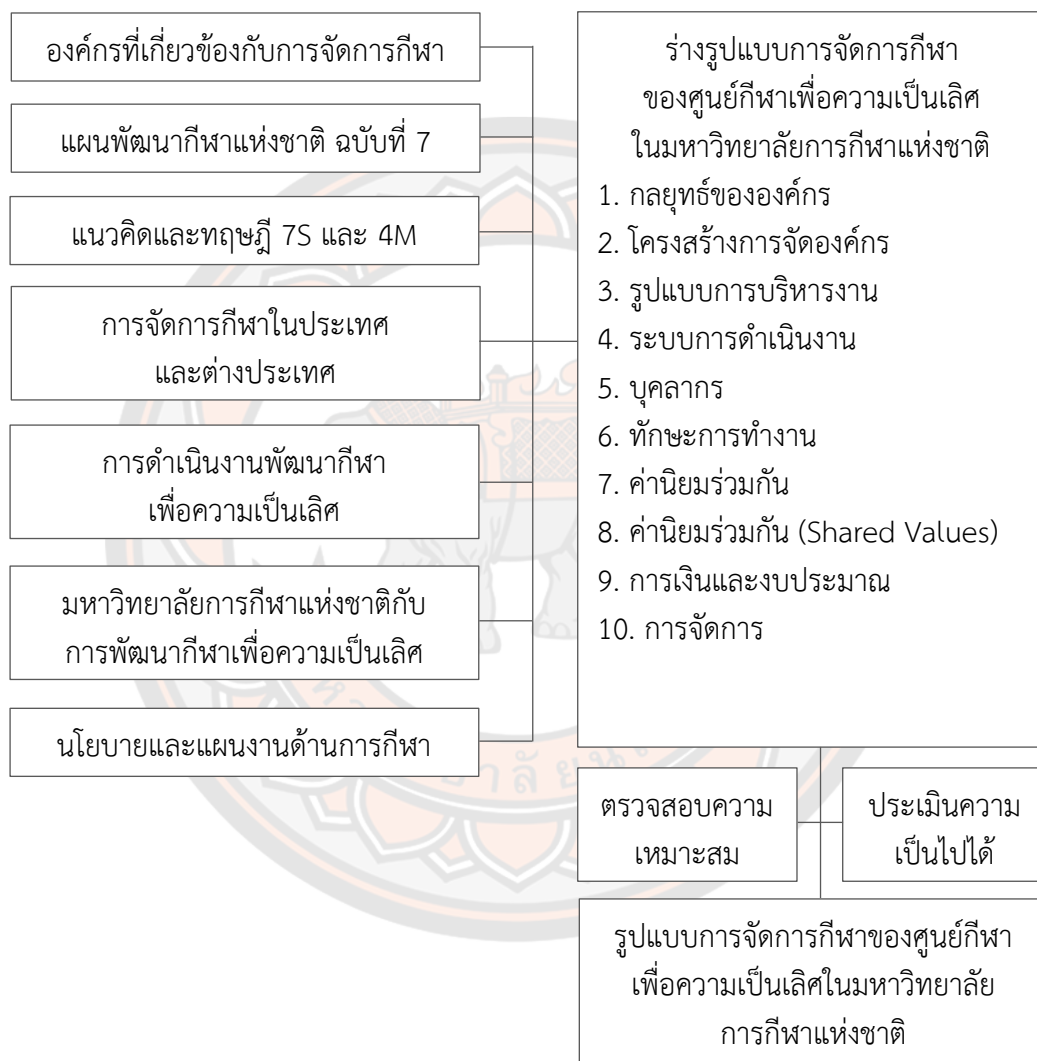 องค์กรที่เกี่ยวข้องกับการจัดการกีฬา
แผนพัฒนากีฬาแห่งชาติ ฉบับที่ 7
แนวคิดและทฤษฎี 7S และ 4M
การจัดการกีฬาในประเทศ
และต่างประเทศ
การดำเนินงานพัฒนากีฬา
เพื่อความเป็นเลิศ
มหาวิทยาลัยการกีฬาแห่งชาติกับ
การพัฒนากีฬาเพื่อความเป็นเลิศ
นโยบายและแผนงานด้านการกีฬา
ร่างรูปแบบการจัดการกีฬา
ของศูนย์กีฬาเพื่อความเป็นเลิศ
ในมหาวิทยาลัยการกีฬาแห่งชาติ
1. กลยุทธ์ขององค์กร
2. โครงสร้างการจัดองค์กร
3. รูปแบบการบริหารงาน
4. ระบบการดำเนินงาน
5. บุคลากร
6. ทักษะการทำงาน
7. ค่านิยมร่วมกัน
8. ค่านิยมร่วมกัน (Shared Values)
9. การเงินและงบประมาณ
10. การจัดการ
ตรวจสอบความ
เหมาะสม
ประเมินความ
เป็นไปได้
รูปแบบการจัดการกีฬาของศูนย์กีฬา
เพื่อความเป็นเลิศในมหาวิทยาลัย
การกีฬาแห่งชาติ